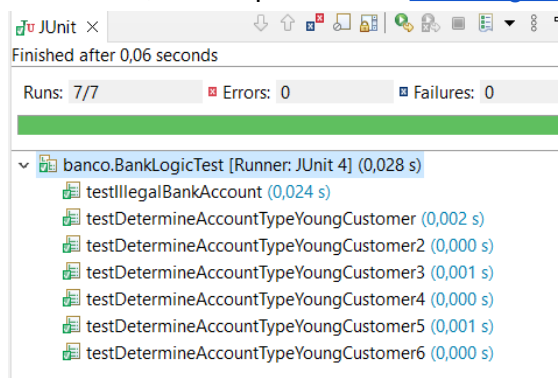 JUnit
Finished after 0,06 seconds
Runs: 7/7 Errors: 0 Failures: 0
banco.BankLogicTest [Runner: JUnit 4] (0,028 s)
testIllegalBankAccount (0,024 s)
testDetermineAccountTypeYoungCustomer (0,002 s)
testDetermineAccountTypeYoungCustomer2 (0,000 s)
testDetermineAccountTypeYoungCustomer3 (0,001 s)
testDetermineAccountTypeYoungCustomer4 (0,000 s)
testDetermineAccountTypeYoungCustomer5 (0,001 s)
testDetermineAccountTypeYoungCustomer6 (0,000 s)